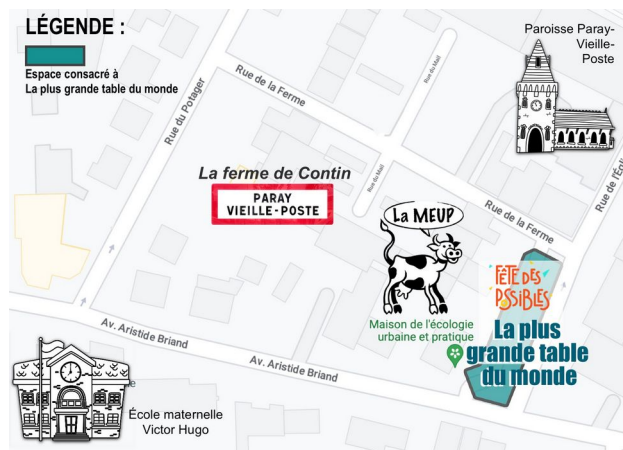 LÉGENDE :
Espace consacré à
La plus grande table du monde
Paroisse Paray-
Vieille-
Poste
Rue du Potager
Rue de la Ferme
Rue du Mail
La ferme de Contin
PARAY
VIEILLE-POSTE
Rue du Mail
La MEUP
Rue de la Ferme
Rue de l'Égli
FÊTE DES
POSSIBLES
Maison de l'écologie
urbaine et pratique
La plus
grande table
du monde
Av. Aristide Briand
Av. Aristide Briand
École maternelle
Victor Hugo